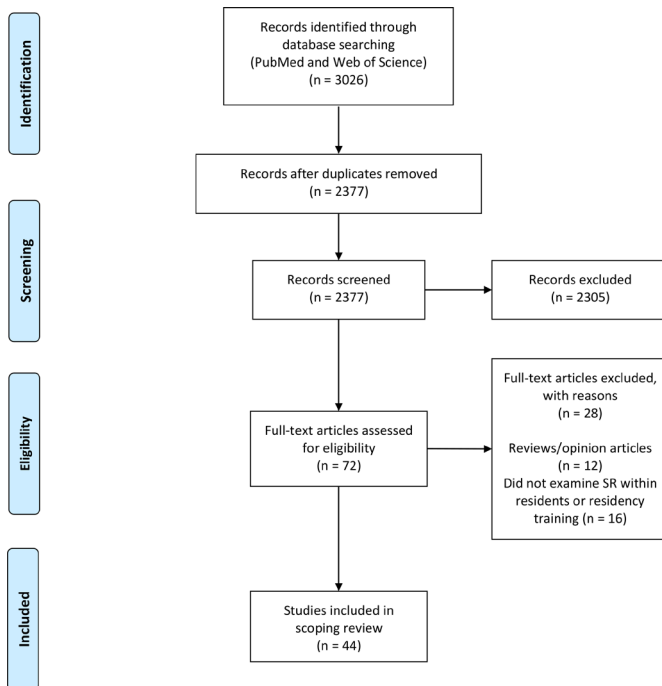 Identification
Records identified through
database searching
(PubMed and Web of Science)
(n = 3026)
Records after duplicates removed
(n = 2377)
Screening
Records screened
(n = 2377)
Records excluded
(n = 2305)
Eligibility
Full-text articles assessed
for eligibility
(n = 72)
Full-text articles excluded,
with reasons
(n = 28)
Reviews/opinion articles
(n = 12)
Did not examine SR within
residents or residency
training (n = 16)
Included
Studies included in
scoping review
(n = 44)